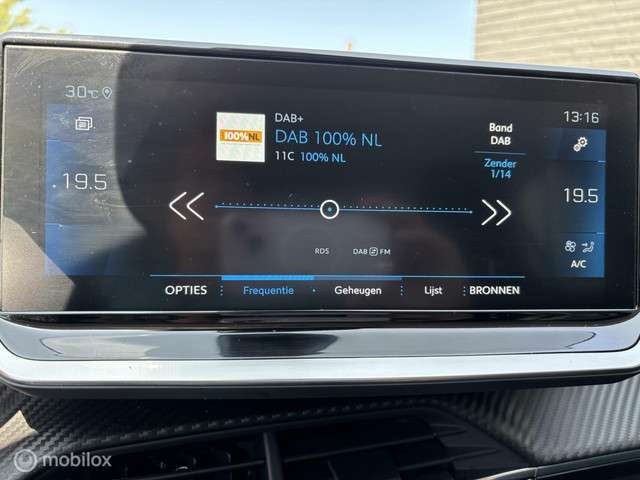 30°C
13:16
DAB+
100%NL
DAB 100% NL
11C 100% NL
Band
DAB
Zender
1/14
19.5
19.5
RDS
DAB FM
A/C
OPTIES
Frequentie
Geheugen
Lijst
BRONNEN
mobilox